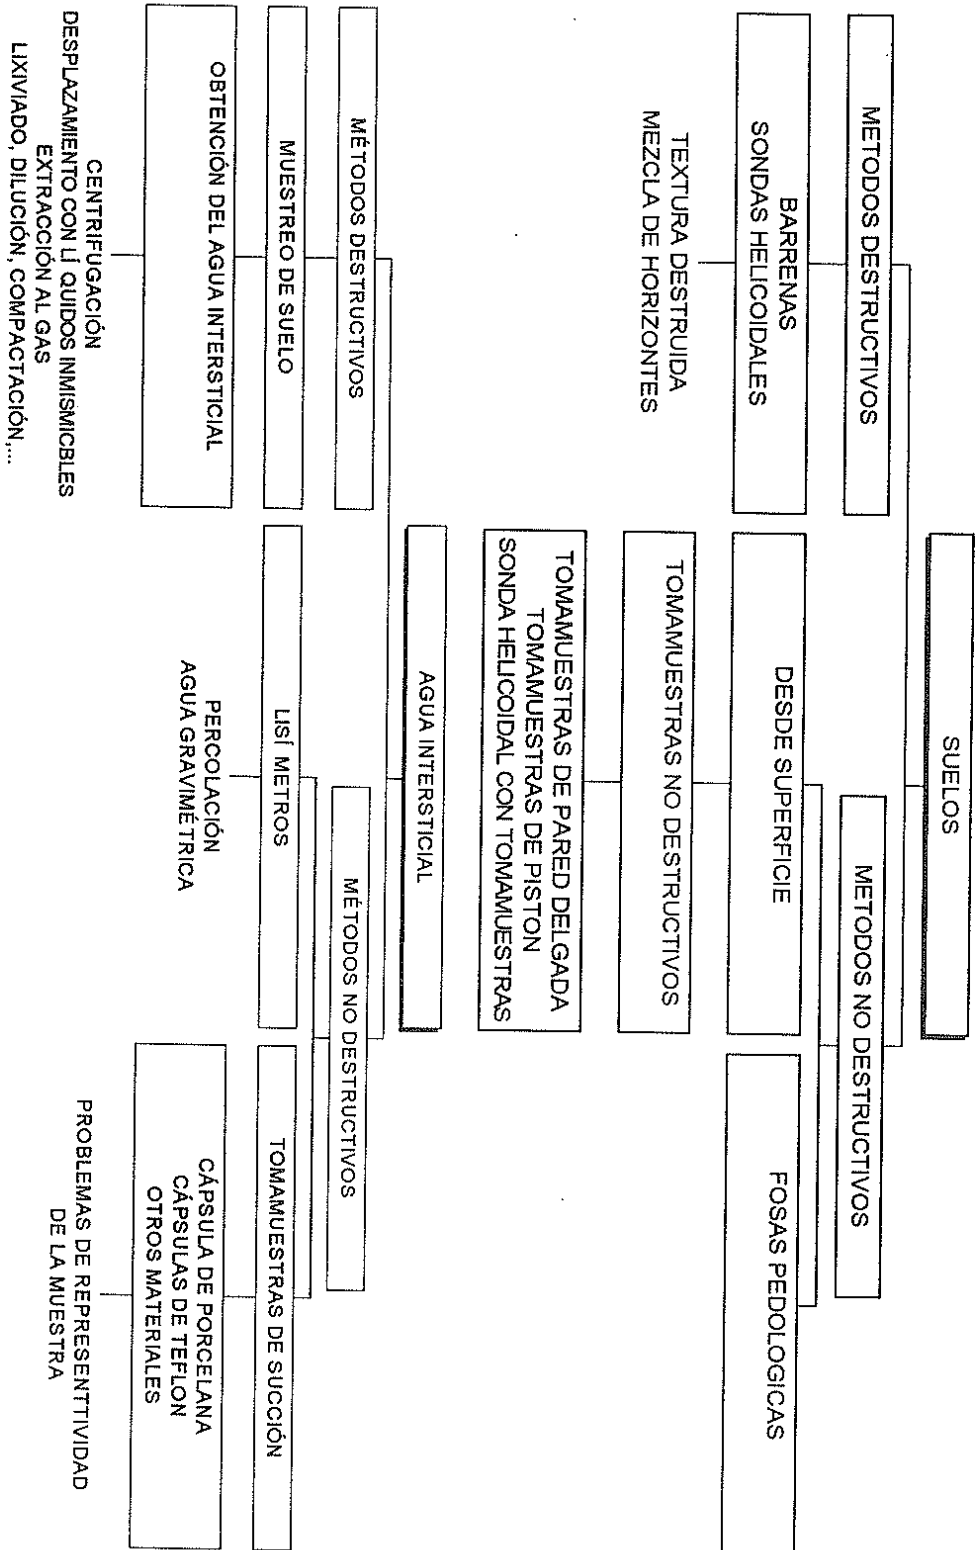 SUELOS
METODOS DESTRUCTIVOS
METODOS NO DESTRUCTIVOS
BARRENAS
SONDAS HELICOIDALES
DESDE SUPERFICIE
FOSAS PEDOLOGICAS
TEXTURA DESTRUIDA
MEZCLA DE HORIZONTES
TOMAMUESTRAS NO DESTRUCTIVOS
TOMAMUESTRAS DE PARED DELGADA
TOMAMUESTRAS DE PISTON
SONDA HELICOIDAL CON TOMAMUESTRAS
AGUA INTERSTICIAL
MÉTODOS DESTRUCTIVOS
MÉTODOS NO DESTRUCTIVOS
MUESTREO DE SUELO
LISÍ METROS
TOMAMUESTRAS DE SUCCIÓN
OBTENCIÓN DEL AGUA INTERSTICIAL
PERCOLACIÓN
AGUA GRAVIMÉTRICA
CÁPSULA DE PORCELANA
CÁPSULAS DE TEFLON
OTROS MATERIALES
CENTRIFUGACIÓN
DESPLAZAMIENTO CON LÍ QUIDOS INMISMICBLES
EXTRACCIÓN AL GAS
LIXIVIADO, DILUCIÓN, COMPACTACIÓN,...
PROBLEMAS DE REPRESENTTIVIDAD
DE LA MUESTRA